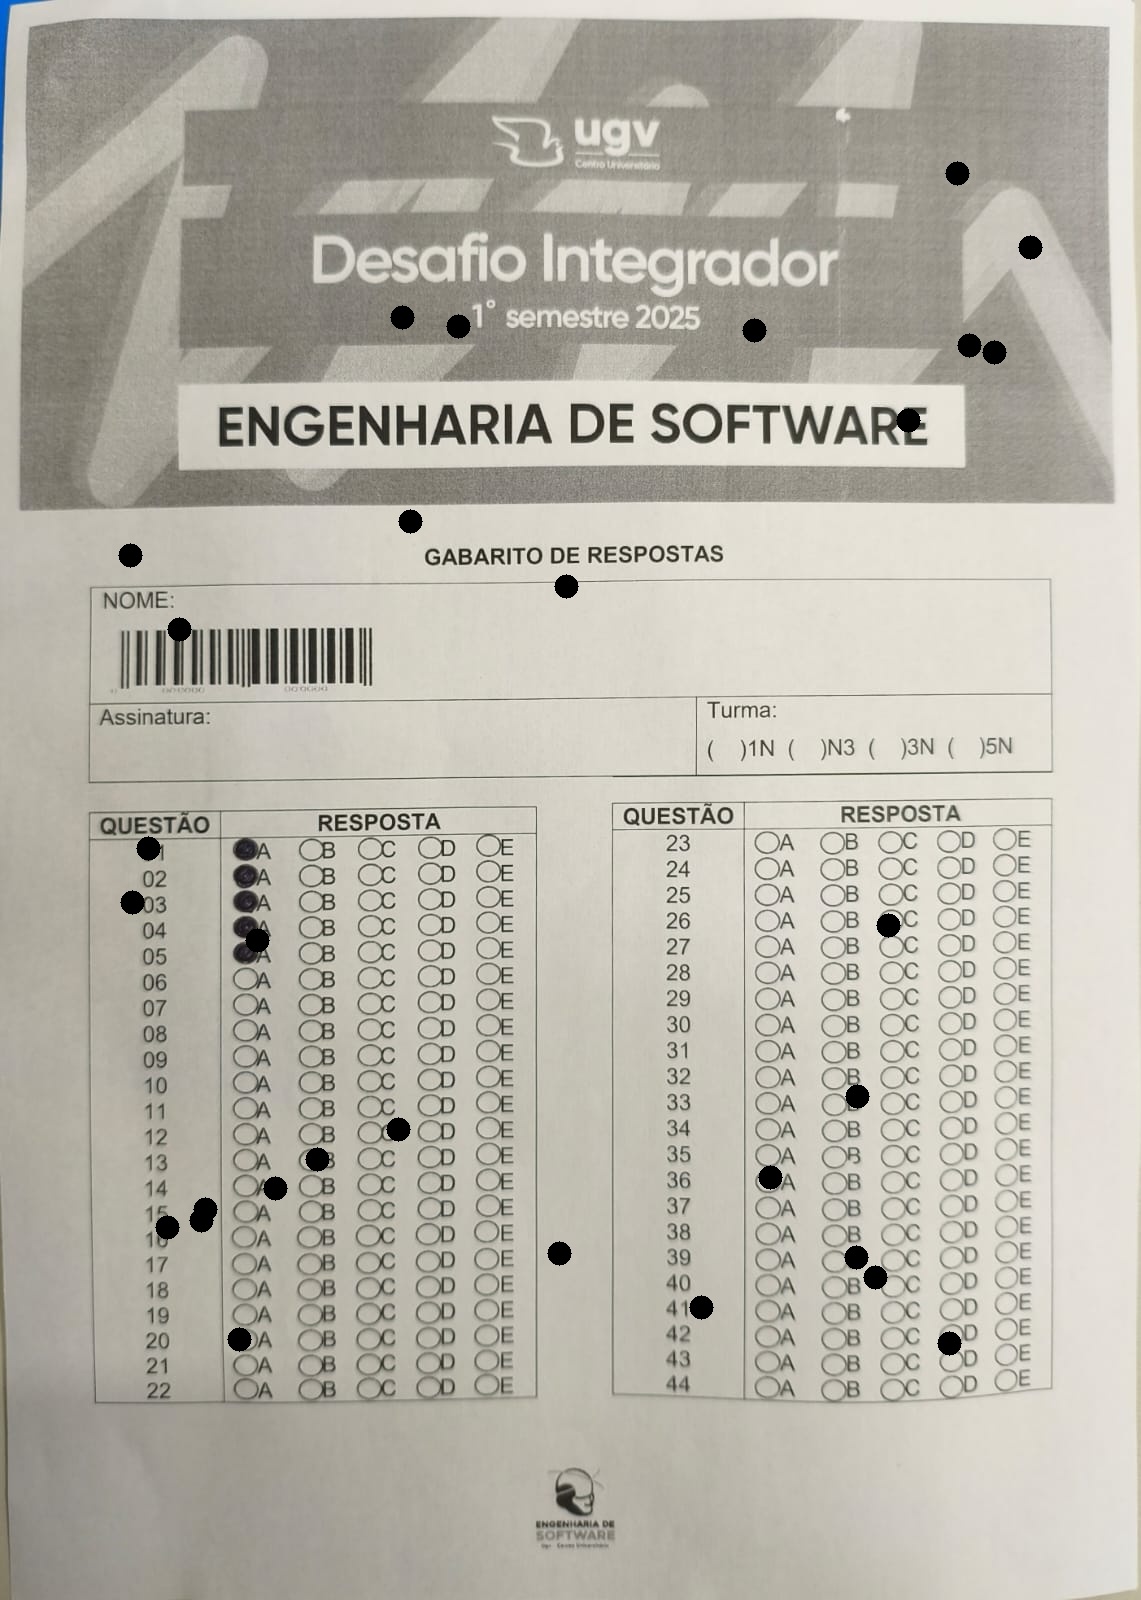 ugv
Centro Universitário
Desafio Integrador
1° semestre 2025
ENGENHARIA DE SOFTWARE
GABARITO DE RESPOSTAS
NOME:
Assinatura:
Turma:
( )1N ( )N3 ( )3N ( )5N
QUESTÃO RESPOSTA
A B C D E
02 A B C D E
03 A B C D E
04 A B C D E
05 A B C D E
06 A B C D E
07 A B C D E
08 A B C D E
09 A B C D E
10 A B C D E
11 A B C D E
12 A B C D E
13 A B C D E
14 A B C D E
15 A B C D E
16 A B C D E
17 A B C D E
18 A B C D E
19 A B C D E
20 A B C D E
21 A B C D E
22 A B C D E
QUESTÃO RESPOSTA
23 A B C D E
24 A B C D E
25 A B C D E
26 A B C D E
27 A B C D E
28 A B C D E
29 A B C D E
30 A B C D E
31 A B C D E
32 A B C D E
33 A B C D E
34 A B C D E
35 A B C D E
36 A B C D E
37 A B C D E
38 A B C D E
39 A B C D E
40 A B C D E
41 A B C D E
42 A B C D E
43 A B C D E
44 A B C D E
ENGENHARIA DE
SOFTWARE